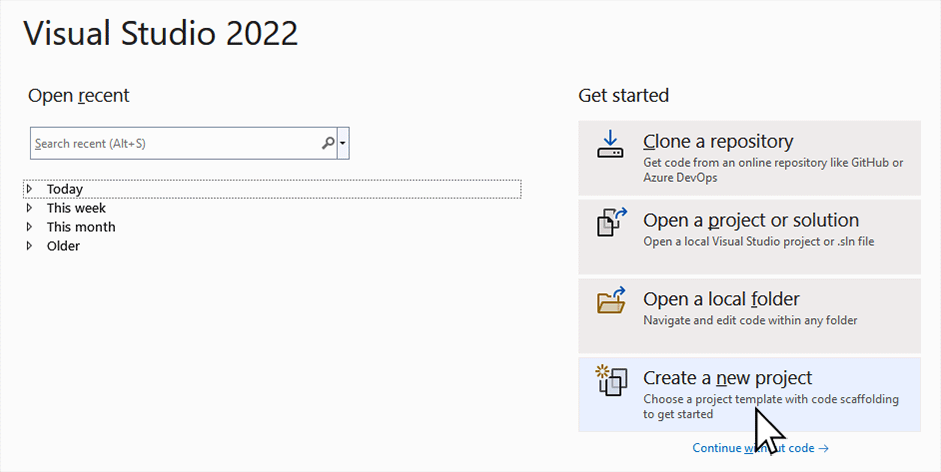 Visual Studio 2022
Open recent
Search recent (Alt+S)
Today
This week
This month
Older
Get started
Clone a repository
Get code from an online repository like GitHub or
Azure DevOps
Open a project or solution
Open a local Visual Studio project or .sln file
Open a local folder
Navigate and edit code within any folder
Create a new project
Choose a project template with code scaffolding
to get started
Continue without code →